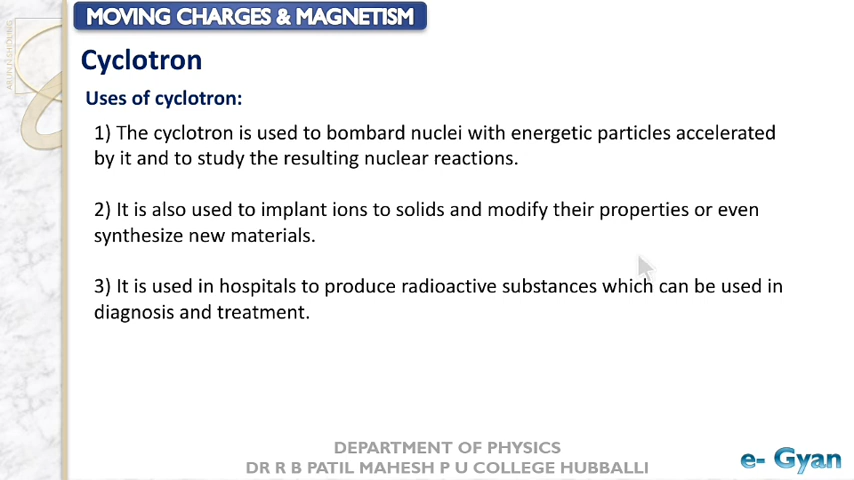 MOVING CHARGES & MAGNETISM
Cyclotron
Uses of cyclotron:
1) The cyclotron is used to bombard nuclei with energetic particles accelerated
by it and to study the resulting nuclear reactions.
2) It is also used to implant ions to solids and modify their properties or even
synthesize new materials.
3) It is used in hospitals to produce radioactive substances which can be used in
diagnosis and treatment.
DEPARTMENT OF PHYSICS
DR R B PATIL MAHESH P U COLLEGE HUBBALLI
e- Gyan